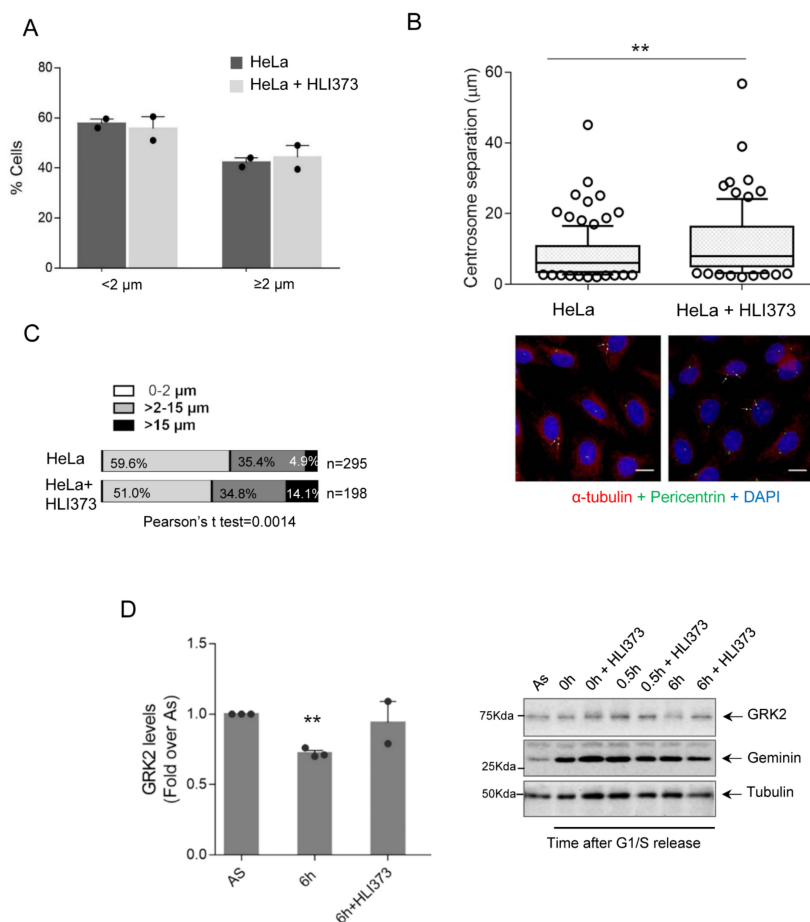 A
HeLa
HeLa + HLI373
% Cells
80
60
40
20
0
<2 μm
≥2 μm
B
**
Centrosome separation (μm)
60
40
20
0
HeLa
HeLa + HLI373
α-tubulin + Pericentrin + DAPI
C
0-2 μm
>2-15 μm
>15 μm
HeLa
59.6%
35.4%
4.9%
n=295
HeLa+
HLI373
51.0%
34.8%
14.1%
n=198
Pearson's t test=0.0014
D
GRK2 levels
(Fold over As)
1.5
1.0
0.5
0
**
AS
6h
6h+HLI373
As
0h
0h + HLI373
0.5h
0.5h + HLI373
6h
6h + HLI373
75Kda
GRK2
Geminin
25Kda
50Kda
Tubulin
Time after G1/S release